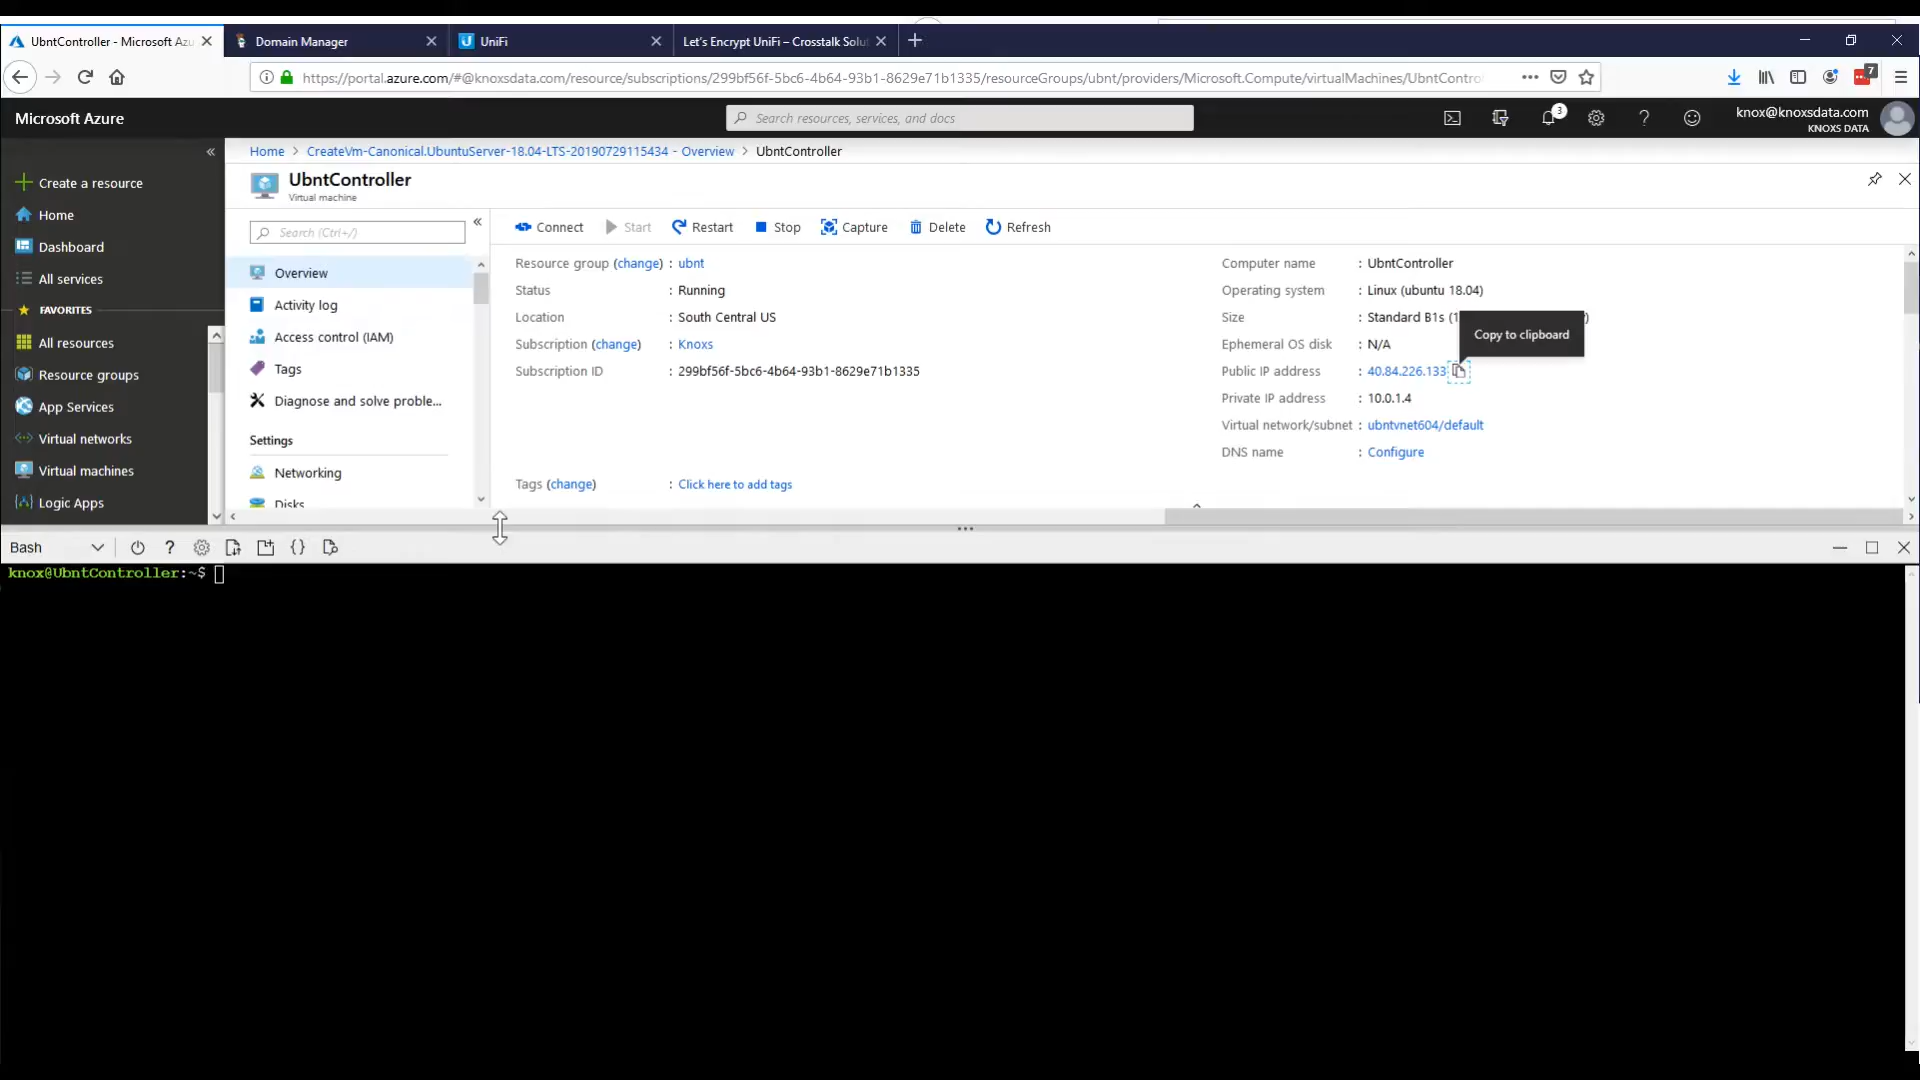 UbntController - Microsoft Azu
Domain Manager
UniFi
Let's Encrypt UniFi – Crosstalk Solu
https://portal.azure.com/#@knoxsdata.com/resource/subscriptions/299bf56f-5bc6-4b64-93b1-8629e71b1335/resourceGroups/ubnt/providers/Microsoft.Compute/virtualMachines/UbntContro
7
Microsoft Azure
Search resources, services, and docs
3
knox@knoxsdata.com
KNOXS DATA
Create a resource
Home
Dashboard
All services
FAVORITES
All resources
Resource groups
App Services
Virtual networks
Virtual machines
Logic Apps
Home > CreateVm-Canonical.UbuntuServer-18.04-LTS-20190729115434 - Overview > UbntController
UbntController
Virtual machine
Search (Ctrl+/)
Overview
Activity log
Access control (IAM)
Tags
Diagnose and solve proble...
Settings
Networking
Disks
Connect Start Restart Stop Capture Delete Refresh
Resource group (change) : ubnt
Status : Running
Location : South Central US
Subscription (change) : Knoxs
Subscription ID : 299bf56f-5bc6-4b64-93b1-8629e71b1335
Tags (change) : Click here to add tags
Computer name : UbntController
Operating system : Linux (ubuntu 18.04)
Size : Standard B1s (1
Copy to clipboard
Ephemeral OS disk : N/A
Public IP address : 40.84.226.133
Private IP address : 10.0.1.4
Virtual network/subnet : ubntvnet604/default
DNS name : Configure
Bash
knox@UbntController:~$